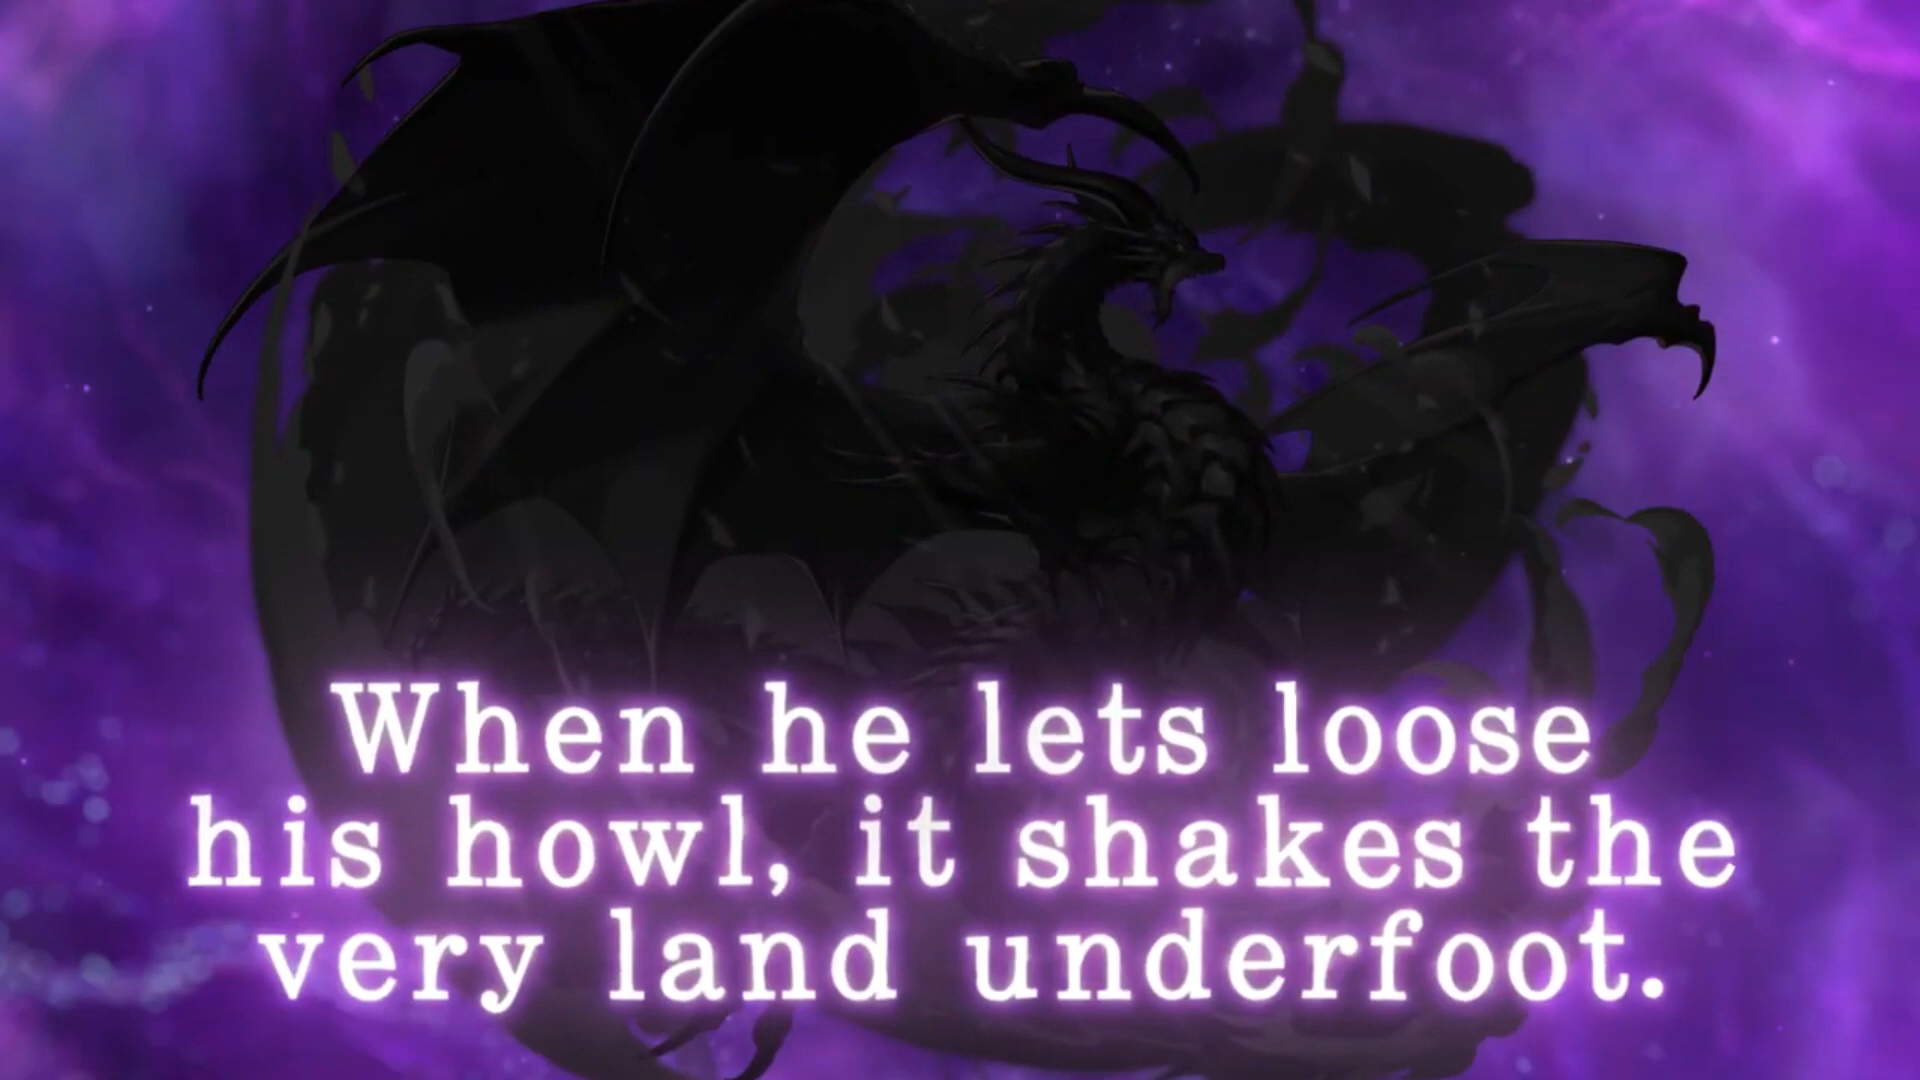 When he lets loose
his howl, it shakes the
very land underfoot.